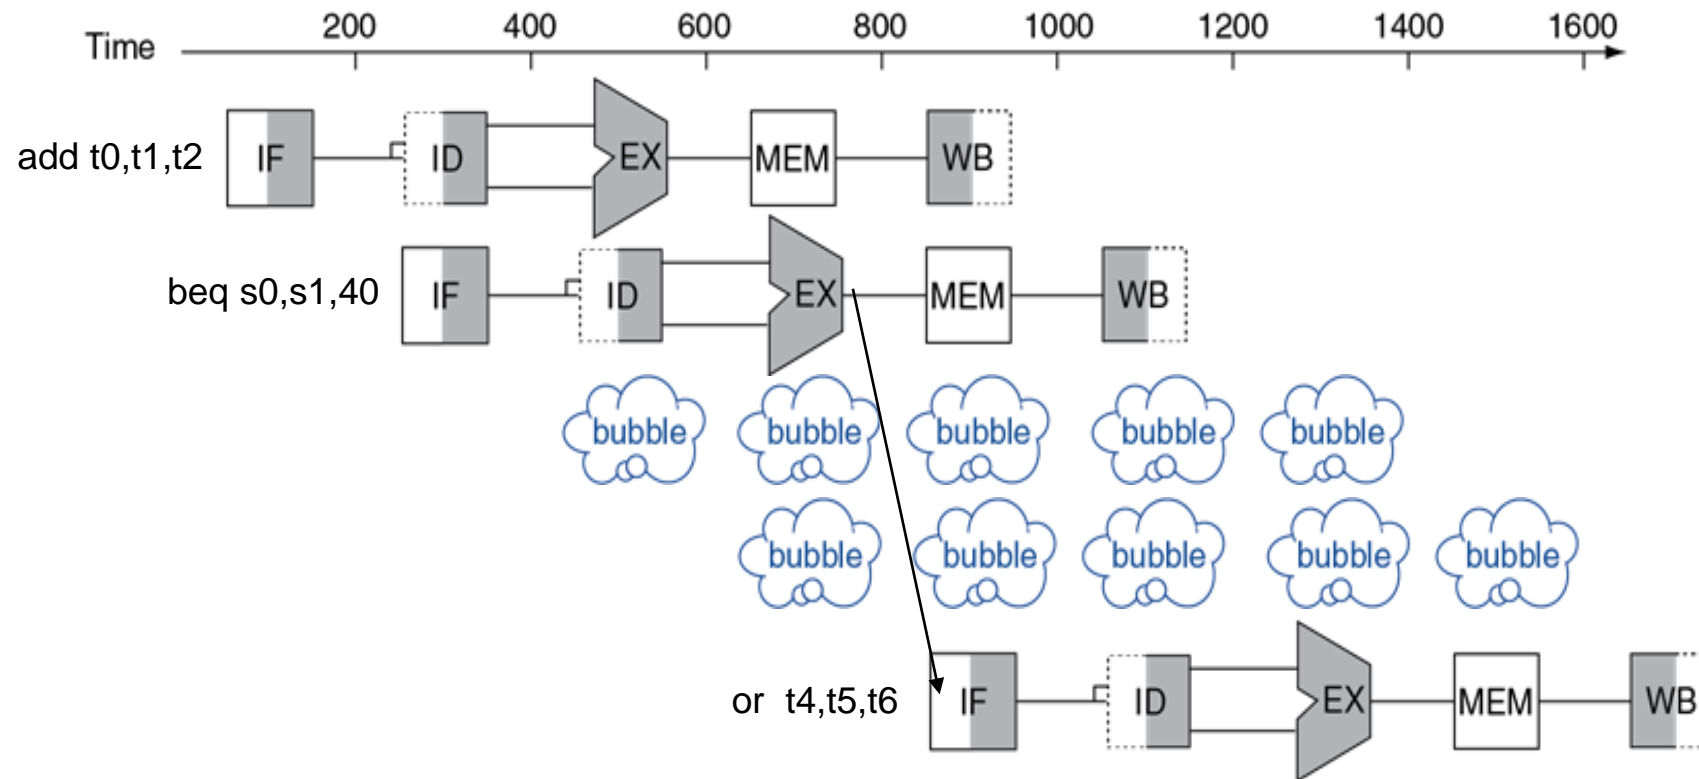 200 400 600 800 1000 1200 1400 1600
Time
add t0,t1,t2 IF ID EX MEM WB
beq s0,s1,40 IF ID EX MEM WB
bubble bubble bubble bubble bubble
bubble bubble bubble bubble bubble
or t4,t5,t6 IF ID EX MEM WB